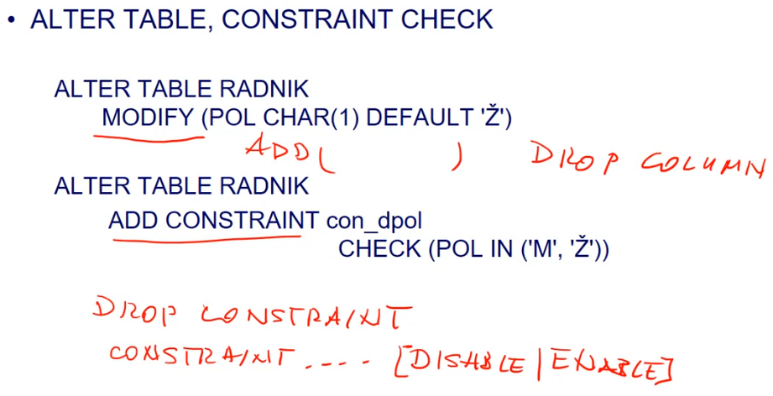 • ALTER TABLE, CONSTRAINT CHECK
ALTER TABLE RADNIK
MODIFY (POL CHAR(1) DEFAULT 'Ž')
ADD ( ) DROP COLUMN
ALTER TABLE RADNIK
ADD CONSTRAINT con_dpol
CHECK (POL IN ('M', 'Ž'))
DROP CONSTRAINT
CONSTRAINT .... [DISABLE | ENABLE]